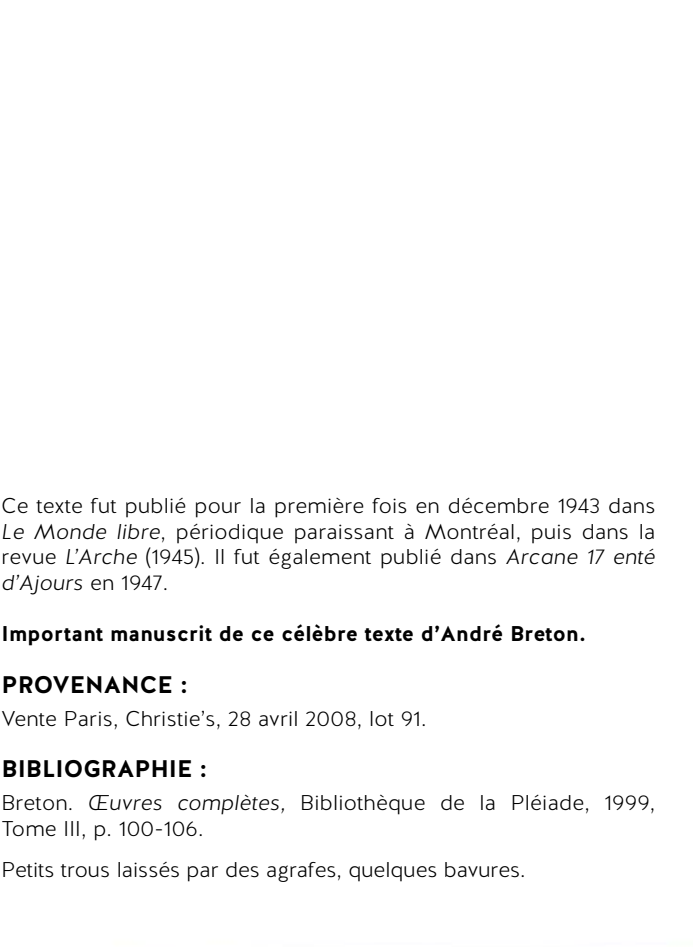 Ce texte fut publié pour la première fois en décembre 1943 dans
Le Monde libre, périodique paraissant à Montréal, puis dans la
revue L’Arche (1945). Il fut également publié dans Arcane 17 enté
d’Ajours en 1947.
Important manuscrit de ce célèbre texte d’André Breton.
PROVENANCE :
Vente Paris, Christie’s, 28 avril 2008, lot 91.
BIBLIOGRAPHIE :
Breton. Œuvres complètes, Bibliothèque de la Pléiade, 1999,
Tome III, p. 100-106.
Petits trous laissés par des agrafes, quelques bavures.